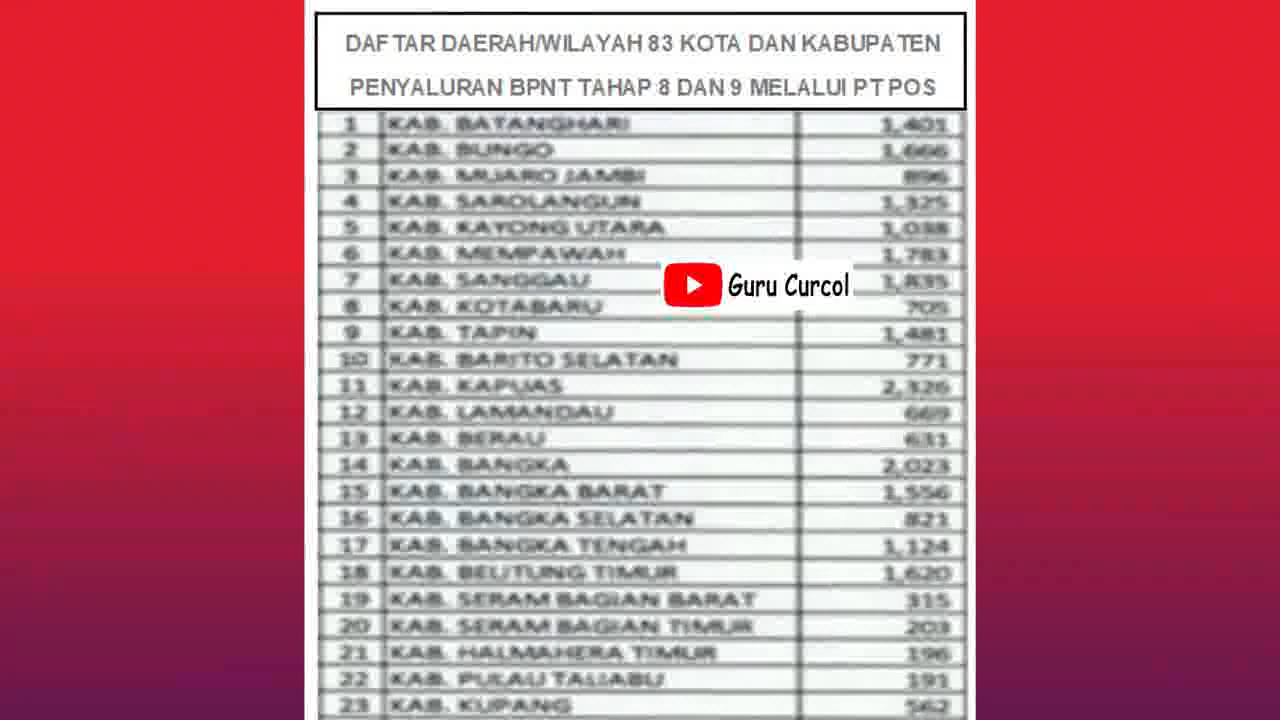 DAFTAR DAERAH/WILAYAH 83 KOTA DAN KABUPATEN
PENYALURAN BPNT TAHAP 8 DAN 9 MELALUI PT POS
1 KAB. BATANGHARI 1,401
2 KAB. BUNGO 1,666
3 KAB. MUARO JAMBI 896
4 KAB. SAROLANGUN 1,325
5 KAB. KAYONG UTARA 1,038
6 KAB. MEMPAWAH 1,783
7 KAB. SANGGAU 1,835
Guru Curcol
8 KAB. KOTABARU 705
9 KAB. TAPIN 1,481
10 KAB. BARITO SELATAN 771
11 KAB. KAPUAS 2,326
12 KAB. LAMANDAU 669
13 KAB. BERAU 631
14 KAB. BANGKA 2,023
15 KAB. BANGKA BARAT 1,556
16 KAB. BANGKA SELATAN 821
17 KAB. BANGKA TENGAH 1,124
18 KAB. BELITUNG TIMUR 1,620
19 KAB. SERAM BAGIAN BARAT 315
20 KAB. SERAM BAGIAN TIMUR 203
21 KAB. HALMAHERA TIMUR 196
22 KAB. PULAU TALIABU 191
23 KAB. KUPANG 562